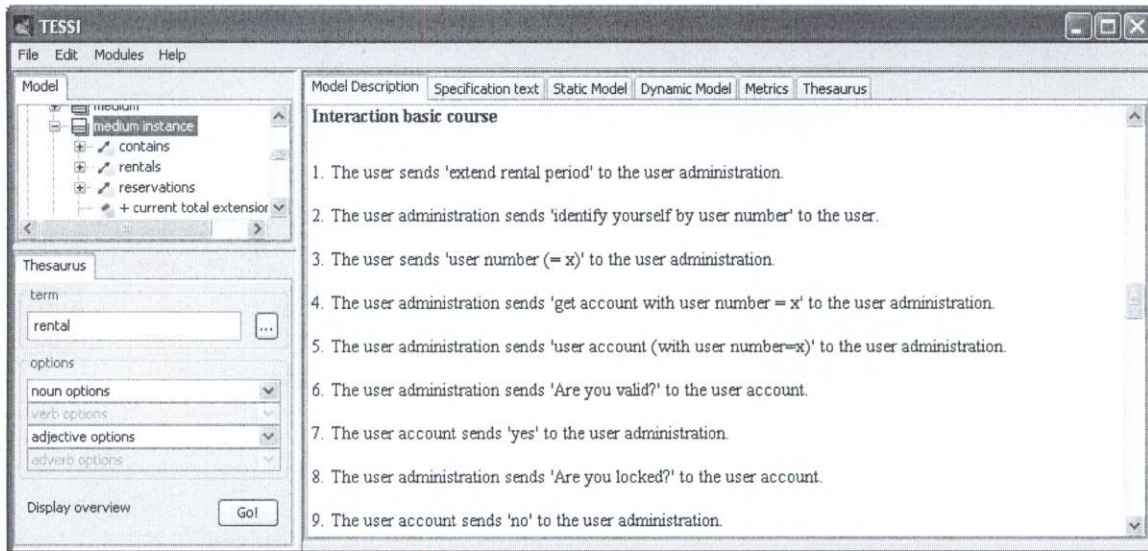 TESSI
File Edit Modules Help
Model
medium
medium instance
contains
rentals
reservations
+ current total extension
Thesaurus
term
rental
...
options
noun options
verb options
adjective options
adverb options
Display overview
Go!
Model Description Specification text Static Model Dynamic Model Metrics Thesaurus
Interaction basic course
1. The user sends 'extend rental period' to the user administration.
2. The user administration sends 'identify yourself by user number' to the user.
3. The user sends 'user number (= x)' to the user administration.
4. The user administration sends 'get account with user number = x' to the user administration.
5. The user administration sends 'user account (with user number=x)' to the user administration.
6. The user administration sends 'Are you valid?' to the user account.
7. The user account sends 'yes' to the user administration.
8. The user administration sends 'Are you locked?' to the user account.
9. The user account sends 'no' to the user administration.